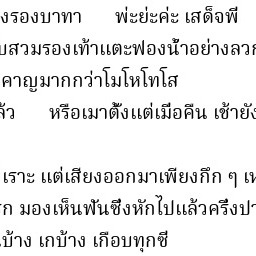 งรองบาทา พ่ะย่ะค่ะ เสด็จพี่
บสวมรองเท้าแตะฟองน้ำอย่างลวก
คาญมากกว่าโมโหโทโส
ล้ว หรือเมาตั้งแต่เมื่อคืน เช้ายัง
เราะ แต่เสียงออกมาเพียงกึก ๆ เห
รก มองเห็นฟันซึ่งหักไปแล้วครึ่งปา
บ้าง เกบ้าง เกือบทุกซี่